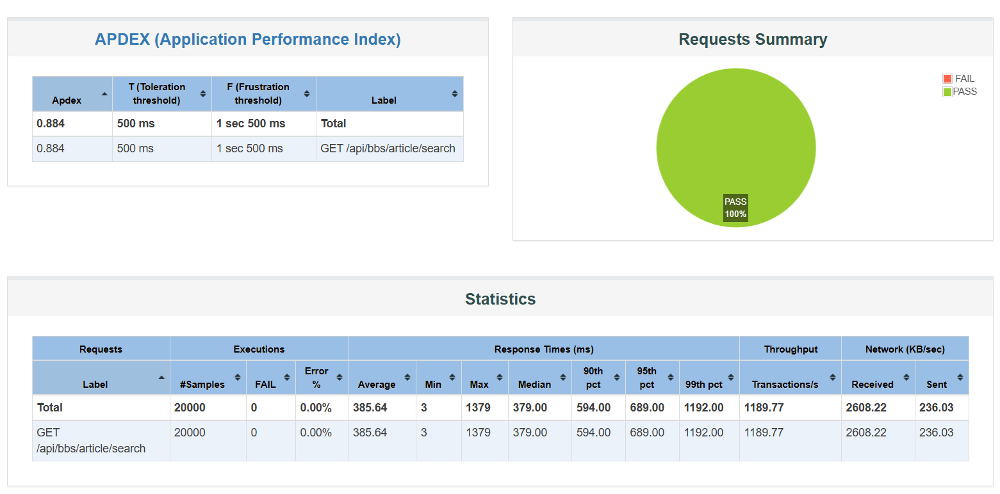 APDEX (Application Performance Index)
Apdex T (Toleration threshold) F (Frustration threshold) Label
0.884 500 ms 1 sec 500 ms Total
0.884 500 ms 1 sec 500 ms GET /api/bbs/article/search
Requests Summary
FAIL
PASS
PASS
100%
Statistics
Requests Executions Response Times (ms) Throughput Network (KB/sec)
Label #Samples FAIL Error % Average Min Max Median 90th pct 95th pct 99th pct Transactions/s Received Sent
Total 20000 0 0.00% 385.64 3 1379 379.00 594.00 689.00 1192.00 1189.77 2608.22 236.03
GET /api/bbs/article/search 20000 0 0.00% 385.64 3 1379 379.00 594.00 689.00 1192.00 1189.77 2608.22 236.03